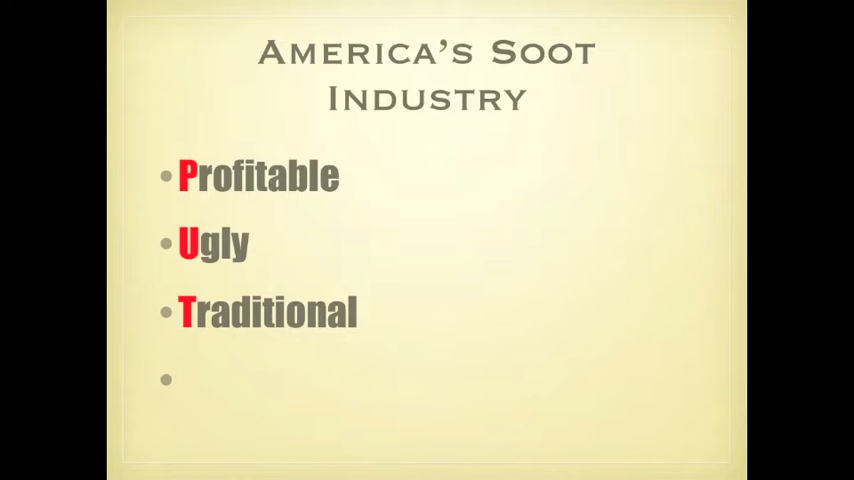 America's Soot
Industry
• Profitable
• Ugly
• Traditional
•